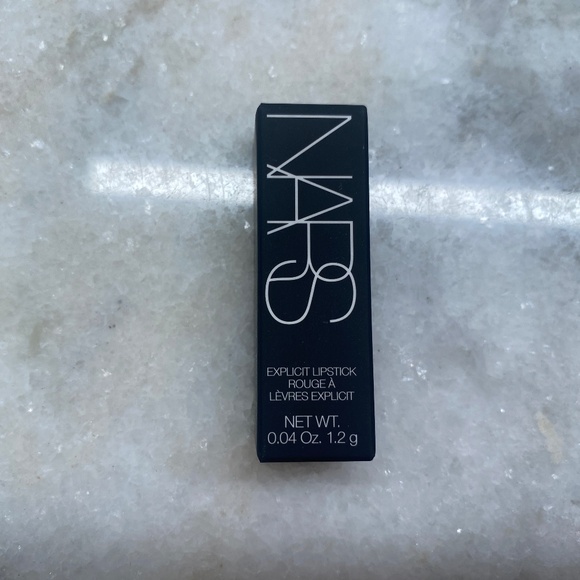 NARS
EXPLICIT LIPSTICK
ROUGE À
LÈVRES EXPLICIT
NET WT.
0.04 Oz. 1.2 g